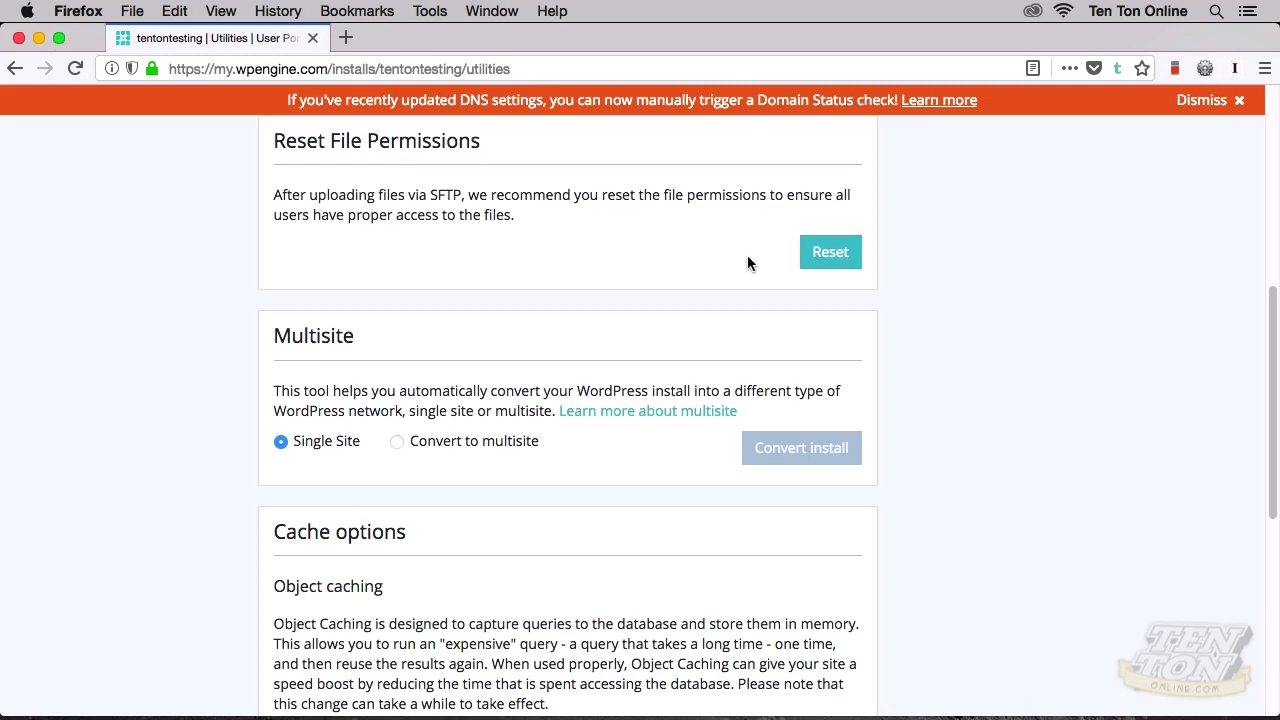 Firefox File Edit View History Bookmarks Tools Window Help Ten Ton Online
tentontesting | Utilities | User Por
https://my.wpengine.com/installs/tentontesting/utilities
If you've recently updated DNS settings, you can now manually trigger a Domain Status check! Learn more Dismiss ×
Reset File Permissions
After uploading files via SFTP, we recommend you reset the file permissions to ensure all
users have proper access to the files.
Reset
Multisite
This tool helps you automatically convert your WordPress install into a different type of
WordPress network, single site or multisite. Learn more about multisite
Single Site Convert to multisite
Convert install
Cache options
Object caching
Object Caching is designed to capture queries to the database and store them in memory.
This allows you to run an "expensive" query - a query that takes a long time - one time,
and then reuse the results again. When used properly, Object Caching can give your site a
speed boost by reducing the time that is spent accessing the database. Please note that
this change can take a while to take effect.
TEN
TON
ONLINE.COM